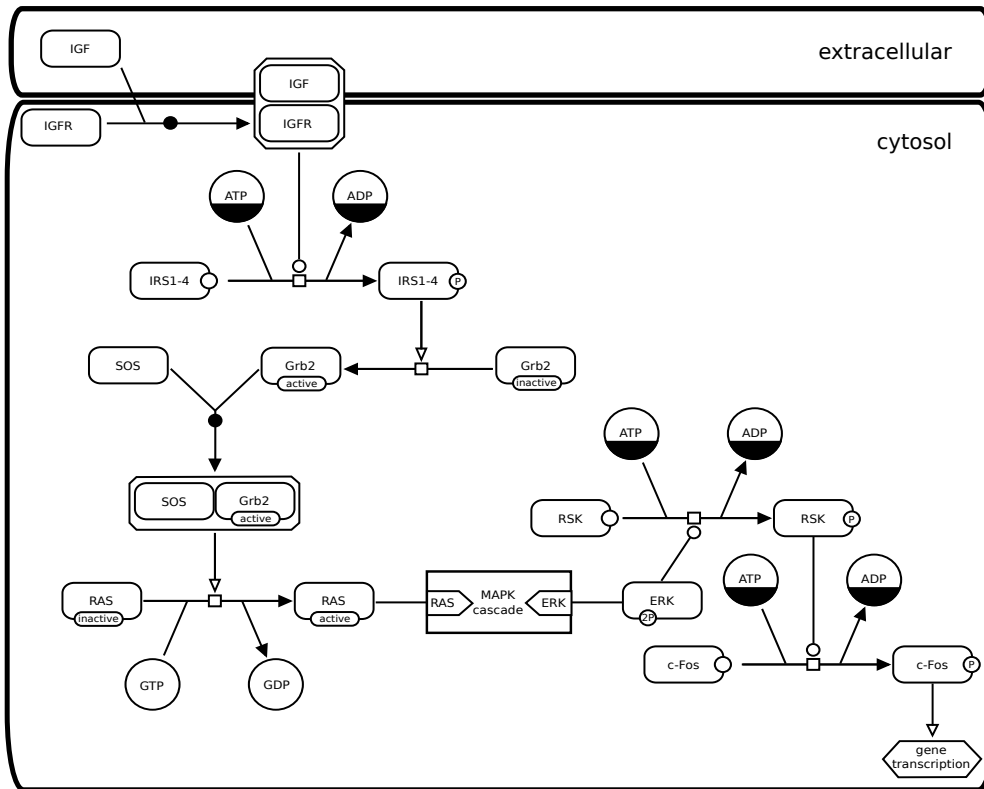 IGF
extracellular
IGF
IGFR
IGFR
cytosol
ATP
ADP
IRS1-4
IRS1-4
P
SOS
Grb2
active
Grb2
inactive
ATP
ADP
SOS
Grb2
active
RSK
RSK
P
ATP
ADP
RAS
inactive
RAS
active
RAS
MAPK
cascade
ERK
ERK
2P
GTP
GDP
c-Fos
c-Fos
P
gene
transcription